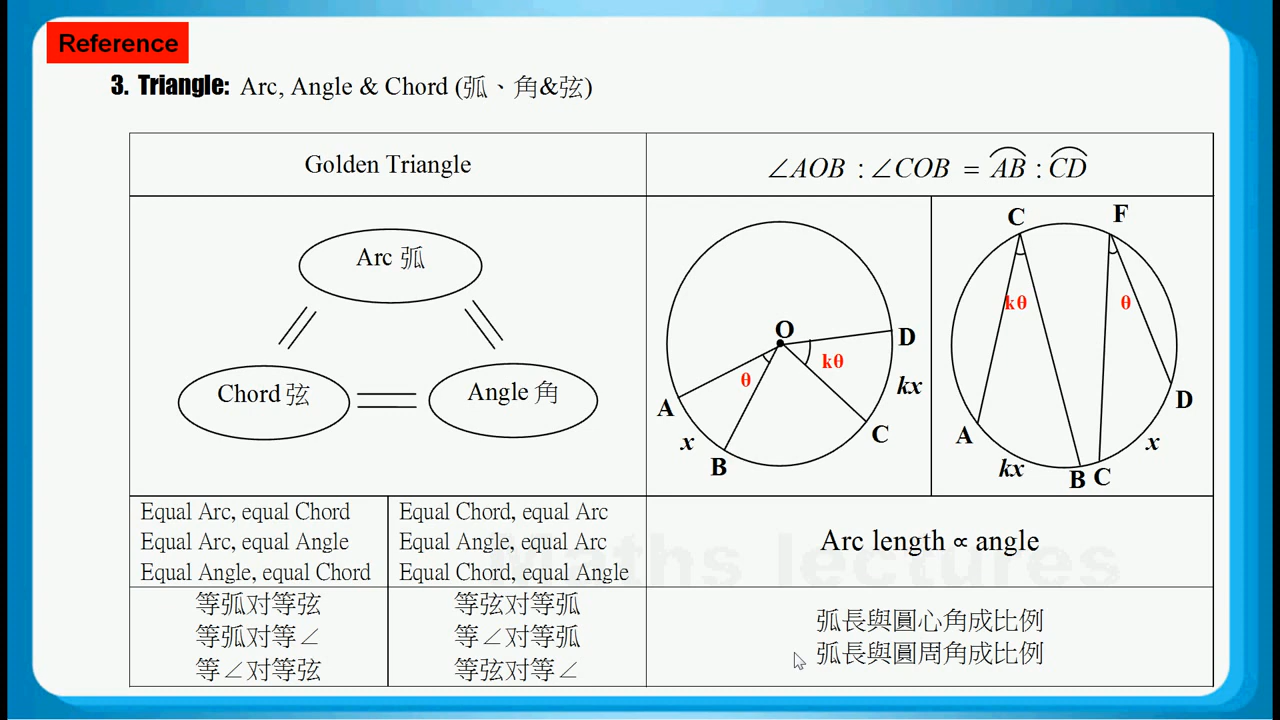 Reference
3. Triangle: Arc, Angle & Chord (弧、角&弦)
Golden Triangle
∠AOB : ∠COB = AB : CD
Arc 弧
Chord 弦
Angle 角
O
D
θ
kθ
kx
A
C
x
B
C
F
kθ
θ
D
A
x
kx
B C
Equal Arc, equal Chord
Equal Arc, equal Angle
Equal Angle, equal Chord
Equal Chord, equal Arc
Equal Angle, equal Arc
Equal Chord, equal Angle
Arc length ∝ angle
Maths lectures
等弧对等弦
等弧对等∠
等∠对等弦
等弦对等弧
等∠对等弧
等弦对等∠
弧長與圓心角成比例
弧長與圓周角成比例